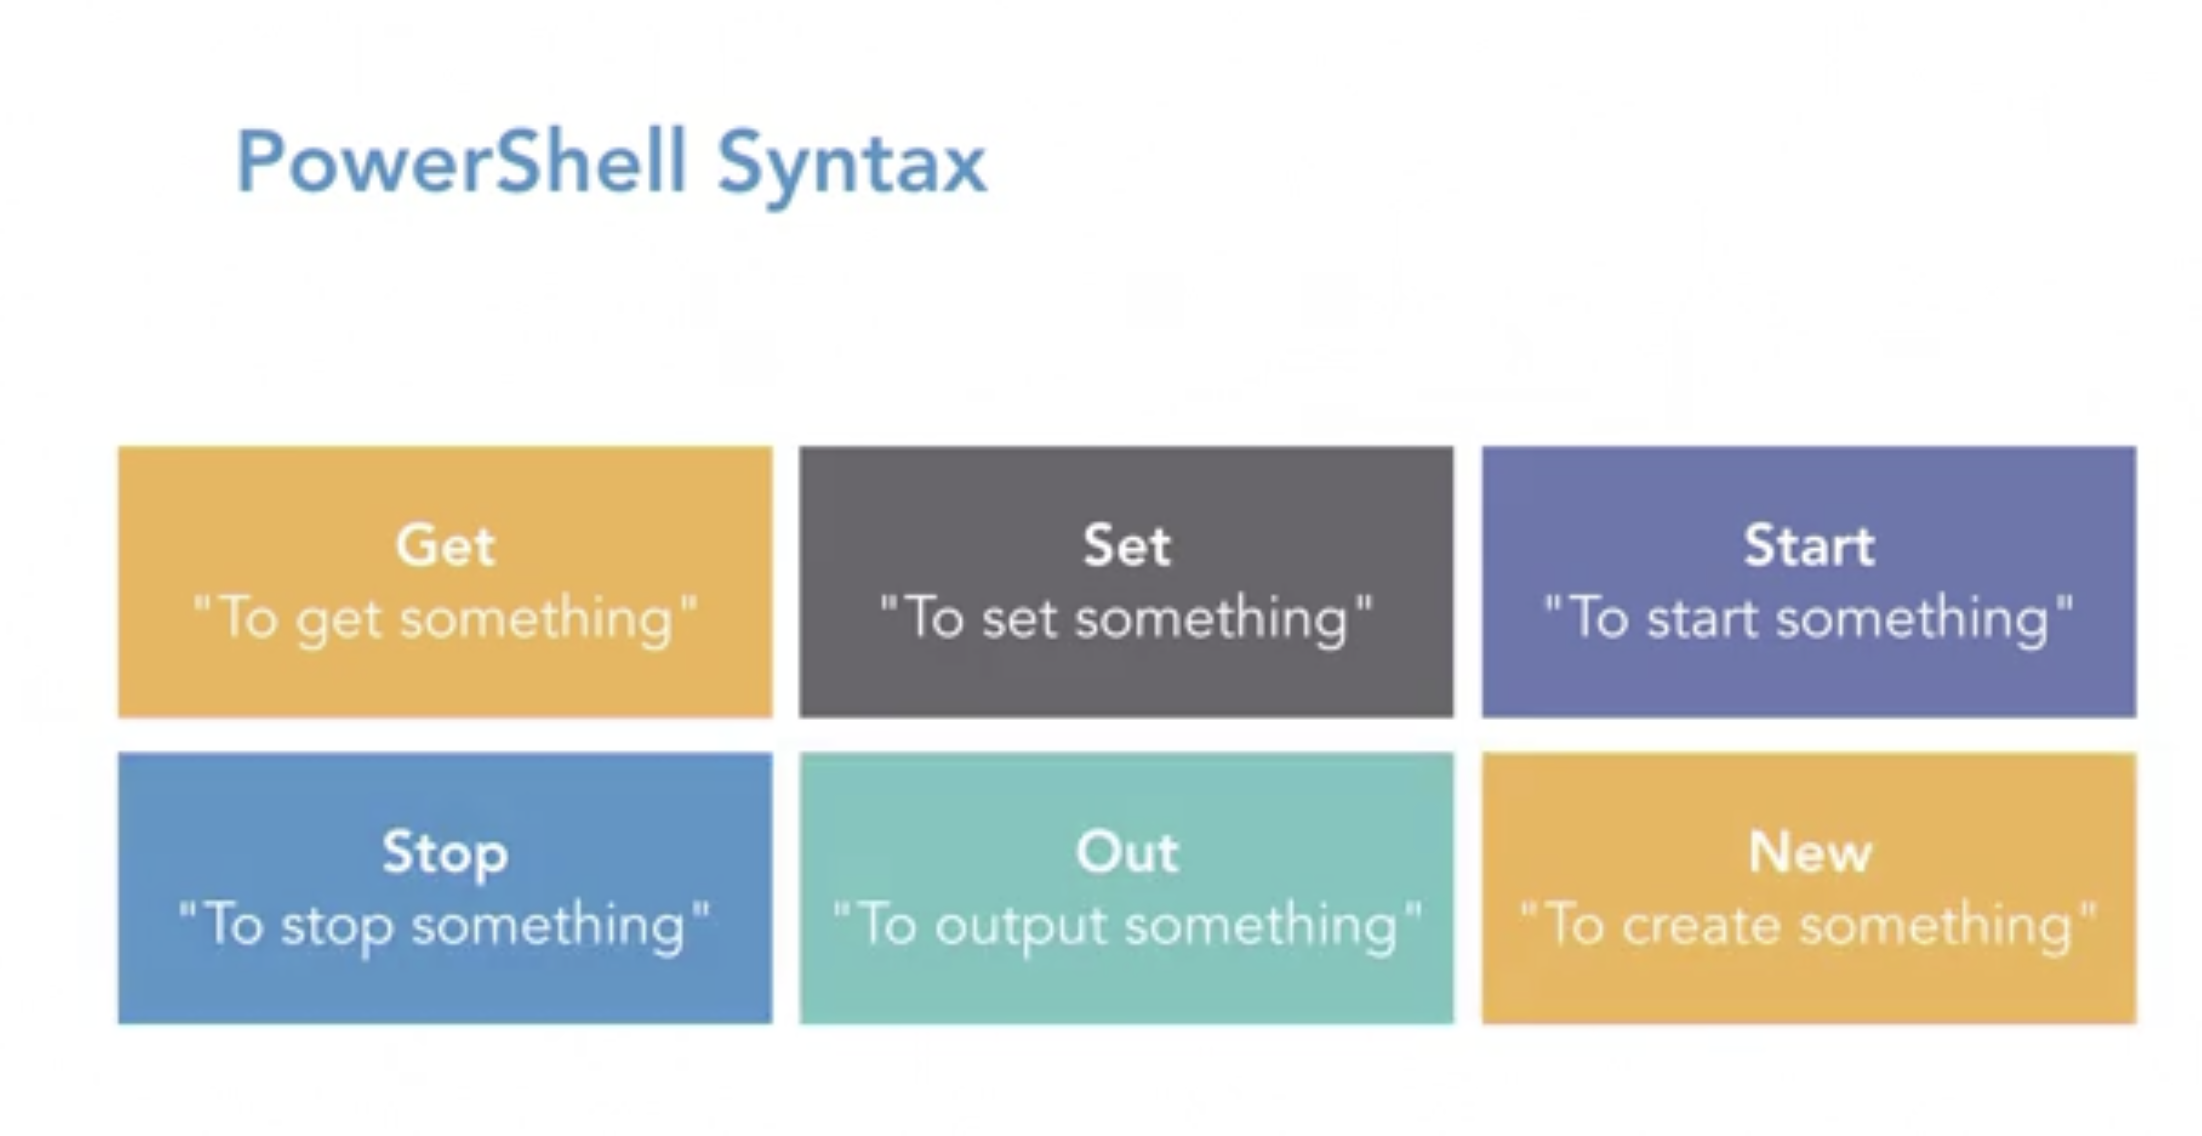 PowerShell Syntax
Get
"To get something"
Set
"To set something"
Start
"To start something"
Stop
"To stop something"
Out
"To output something"
New
"To create something"